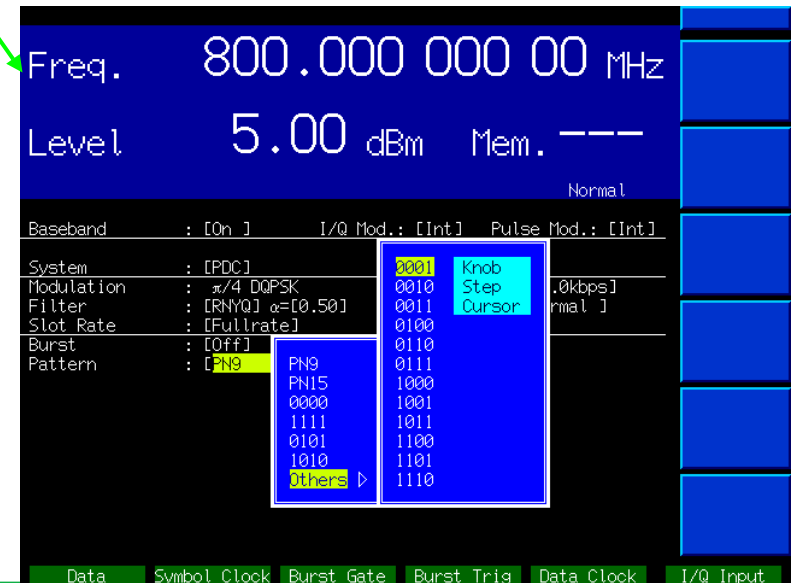 Freq. 800.000 000 00 MHz
Level 5.00 dBm Mem. ---
Normal
Baseband : [On ] I/Q Mod.: [Int] Pulse Mod.: [Int]
System : [PDC]
Modulation : π/4 DQPSK .0kbps]
Filter : [RNYQ] α=[0.50] rmal ]
Slot Rate : [Fullrate]
Burst : [Off]
Pattern : [PN9
PN9
PN15
0000
1111
0101
1010
Others ▷
0001
0010
0011
0100
0110
0111
1000
1001
1011
1100
1101
1110
Knob
Step
Cursor
Data Symbol Clock Burst Gate Burst Trig Data Clock I/Q Input